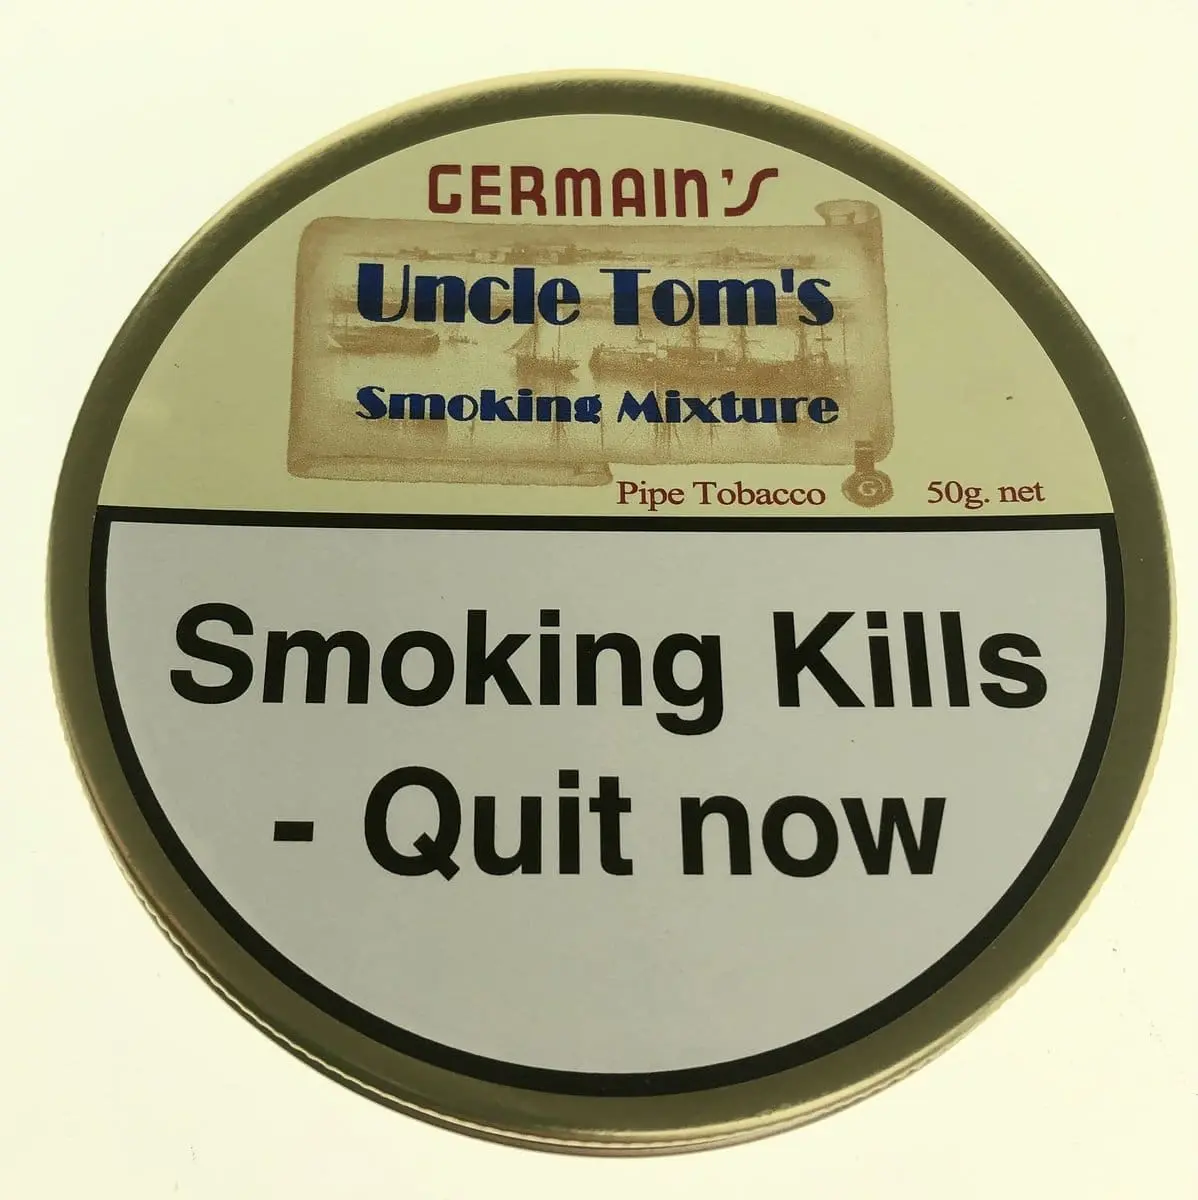 GERMAIN'S
Uncle Tom's
Smoking Mixture
Pipe Tobacco G 50g. net
Smoking Kills
- Quit now